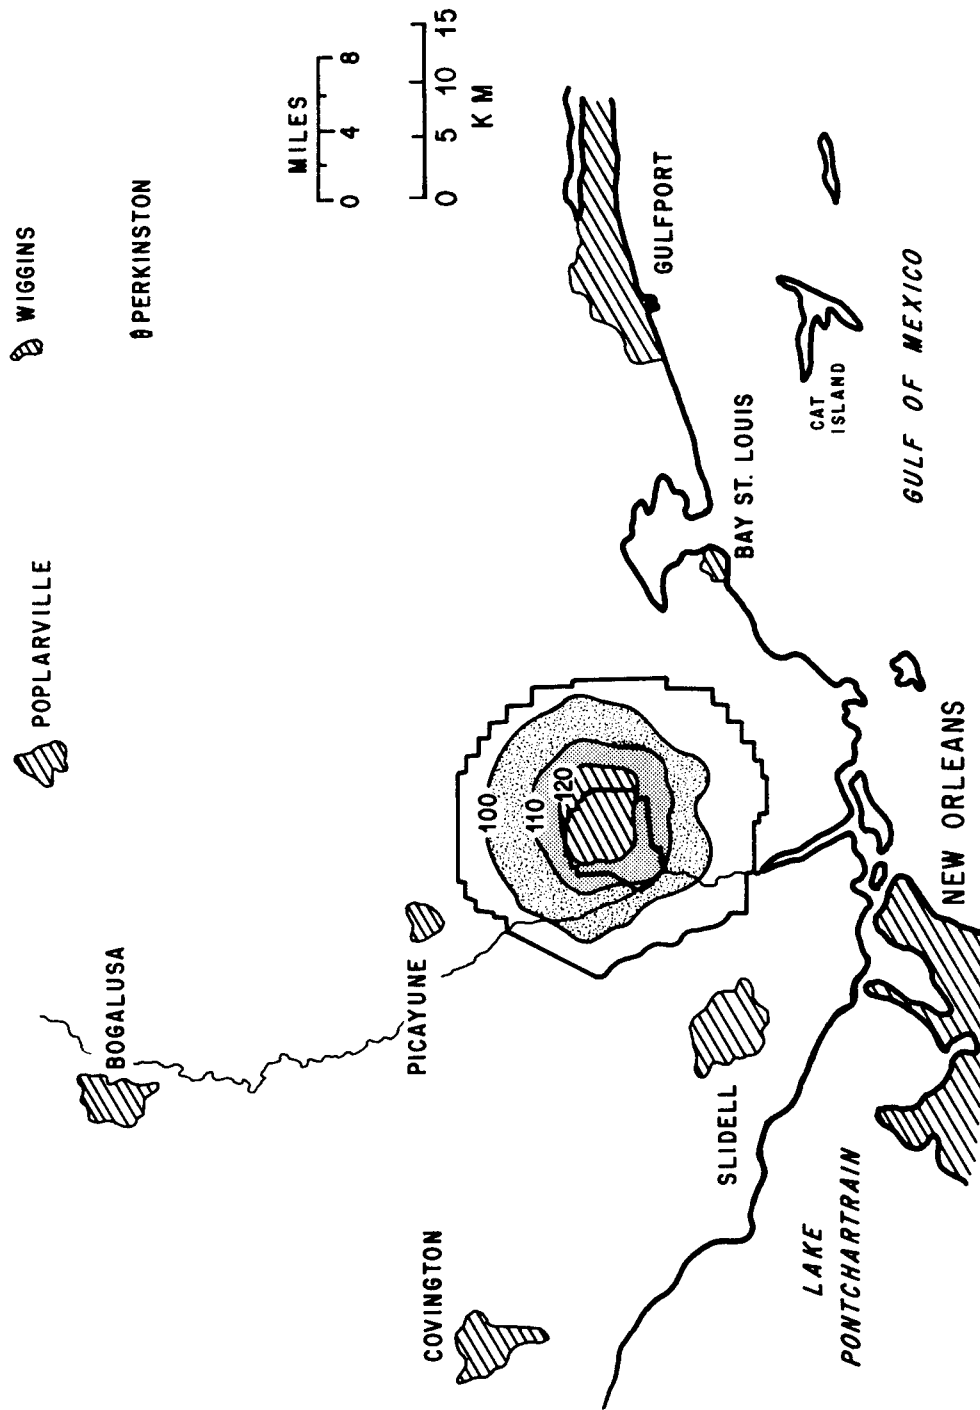 WIGGINS
PERKINSTON
POPLARVILLE
BOGALUSA
MILES
0 4 8
0 5 10 15
KM
PICAYUNE
COVINGTON
100
110
120
GULFPORT
SLIDELL
BAY ST. LOUIS
CAT
ISLAND
LAKE
PONTCHARTRAIN
NEW ORLEANS
GULF OF MEXICO